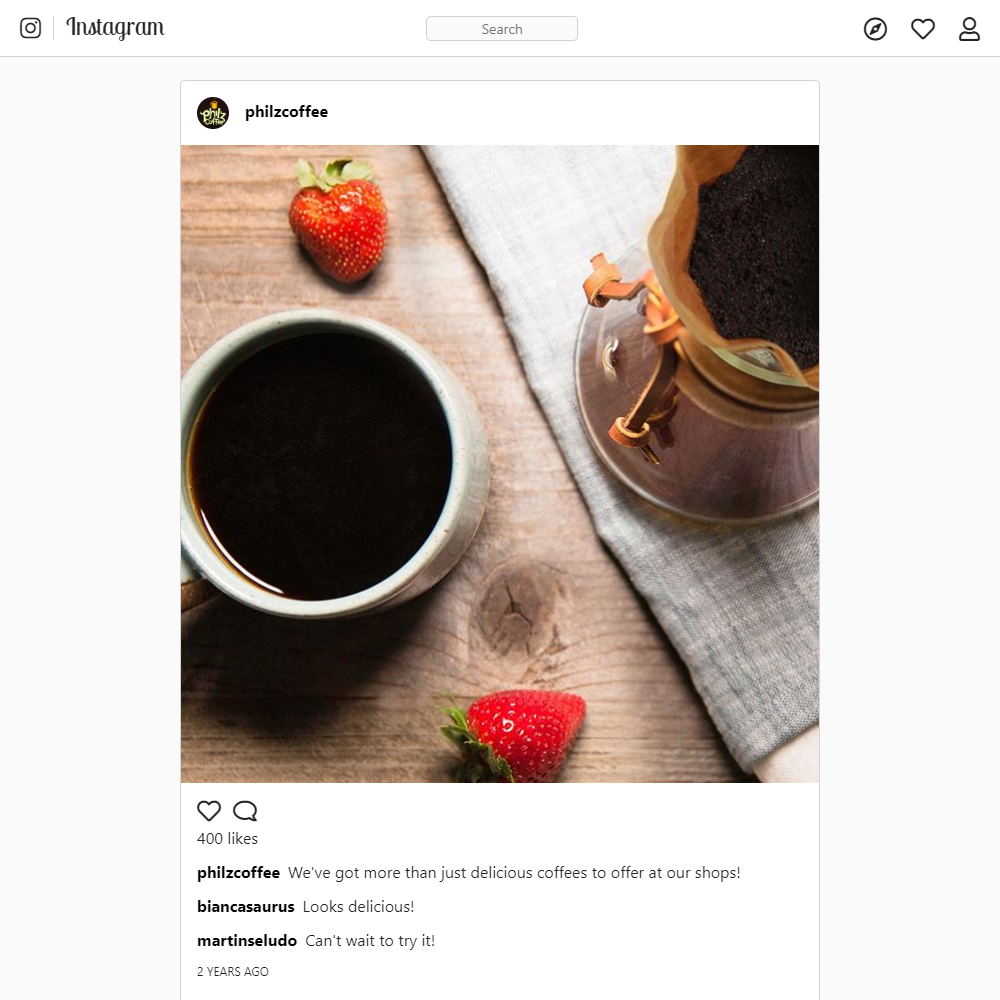 Instagram
Search
philz
coffee
philzcoffee
400 likes
philzcoffee We've got more than just delicious coffees to offer at our shops!
biancasaurus Looks delicious!
martinseludo Can't wait to try it!
2 YEARS AGO